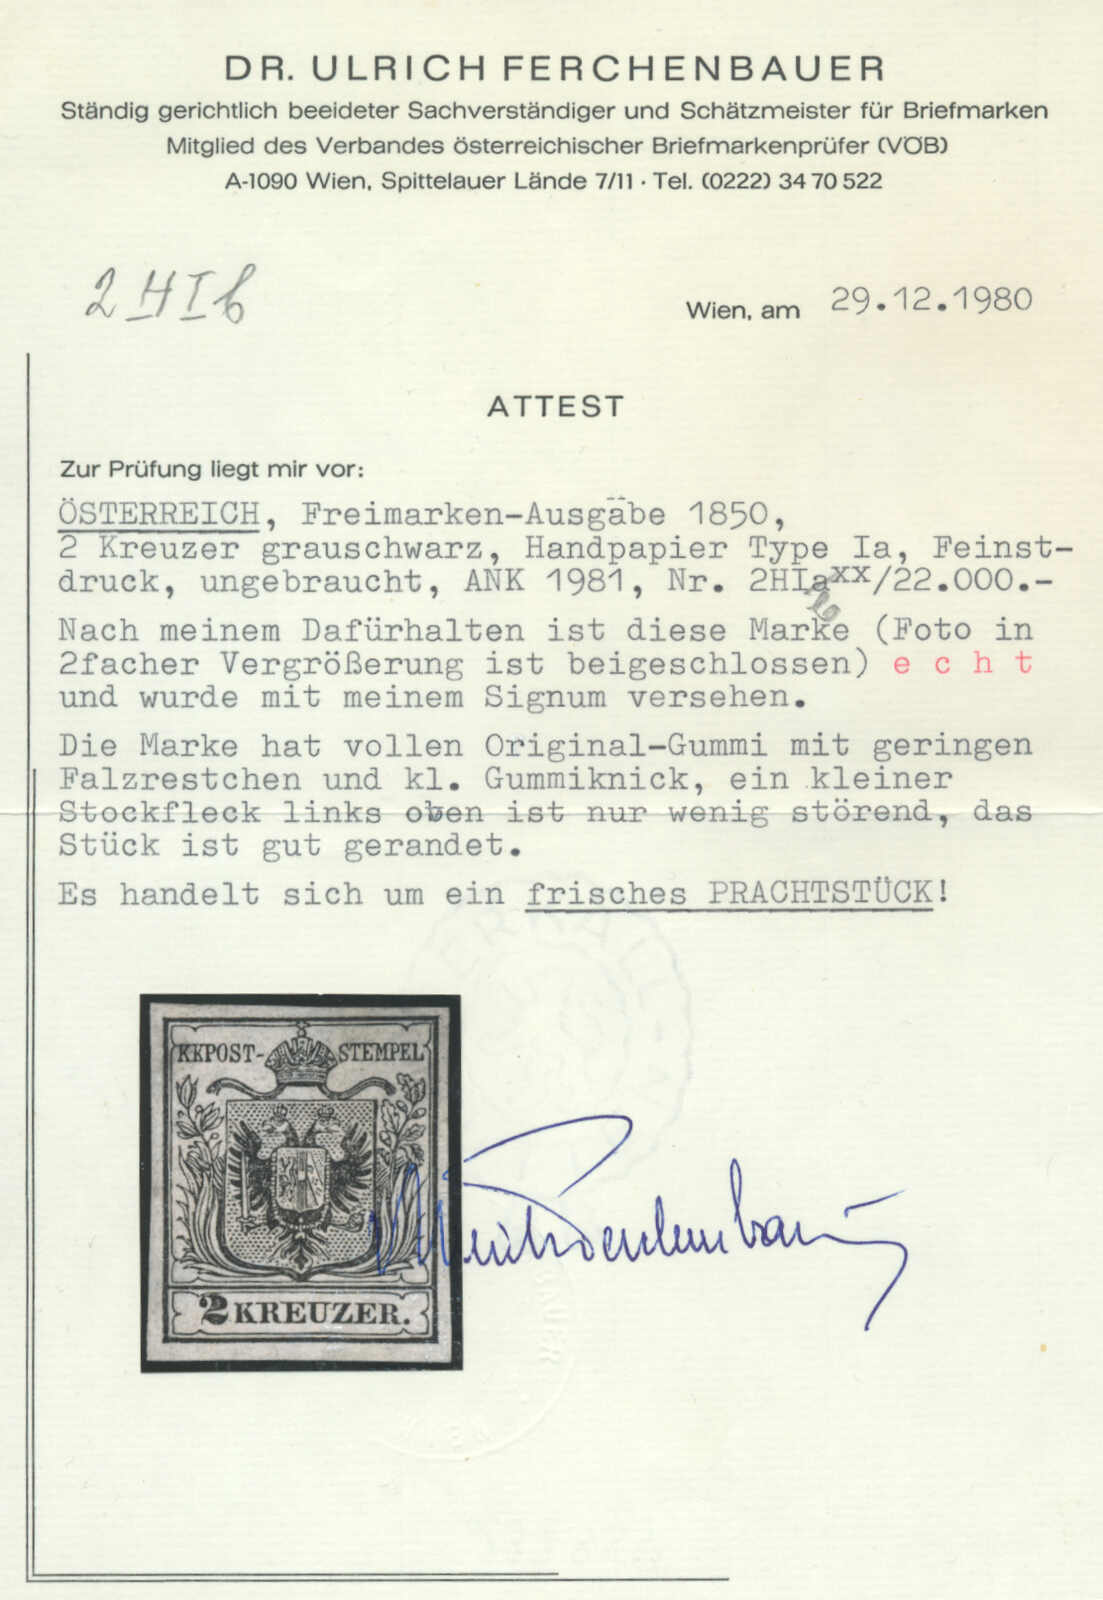 DR. ULRICH FERCHENBAUER
Ständig gerichtlich beeideter Sachverständiger und Schätzmeister für Briefmarken
Mitglied des Verbandes österreichischer Briefmarkenprüfer (VÖB)
A-1090 Wien, Spittelauer Lände 7/11 · Tel. (0222) 34 70 522
2 H I b
Wien, am 29.12.1980
ATTEST
Zur Prüfung liegt mir vor:
ÖSTERREICH, Freimarken-Ausgabe 1850,
2 Kreuzer grauschwarz, Handpapier Type Ia, Feinst-
druck, ungebraucht, ANK 1981, Nr. 2HIaxx/22.000.-
Nach meinem Dafürhalten ist diese Marke (Foto in
2facher Vergrößerung ist beigeschlossen) e c h t
und wurde mit meinem Signum versehen.
Die Marke hat vollen Original-Gummi mit geringen
Falzrestchen und kl. Gummiknick, ein kleiner
Stockfleck links oben ist nur wenig störend, das
Stück ist gut gerandet.
Es handelt sich um ein frisches PRACHTSTÜCK!
KKPOST-STEMPEL
2 KREUZER.